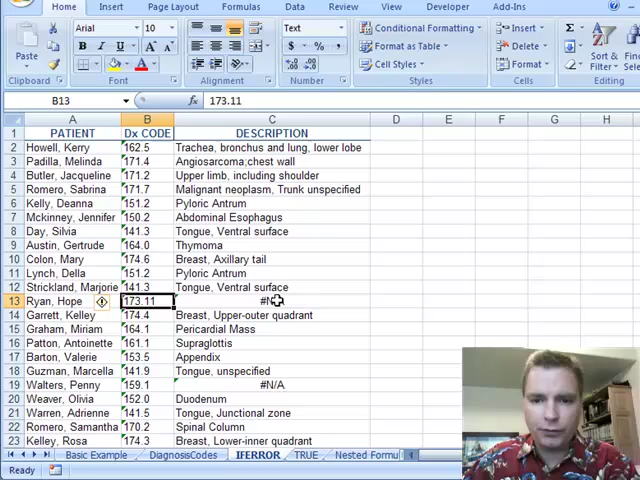 Home Insert Page Layout Formulas Data Review View Developer Add-Ins
Arial 10 Text Conditional Formatting Insert Σ
Paste B I U A A $ % , Format as Table Delete Sort & Filter Find & Select
Cell Styles Format
Clipboard Font Alignment Number Styles Cells Editing
B13 fx 173.11
A B C D E F G H
1 PATIENT Dx CODE DESCRIPTION
2 Howell, Kerry 162.5 Trachea, bronchus and lung, lower lobe
3 Padilla, Melinda 171.4 Angiosarcoma;chest wall
4 Butler, Jacqueline 171.2 Upper limb, including shoulder
5 Romero, Sabrina 171.7 Malignant neoplasm, Trunk unspecified
6 Kelly, Deanna 151.2 Pyloric Antrum
7 Mckinney, Jennifer 150.2 Abdominal Esophagus
8 Day, Silvia 141.3 Tongue, Ventral surface
9 Austin, Gertrude 164.0 Thymoma
10 Wise, Genevieve 174.6 Breast, Axillary tail
11 Lynch, Della 151.2 Pyloric Antrum
12 Strickland, Marjorie 141.3 Tongue, Ventral surface
13 Ryan, Hope 173.11
14 Garrett, Kelley 174.4 Breast, Upper-outer quadrant
15 Graham, Miriam 164.1 Pericardial Mass
16 Patton, Antoinette 161.1 Supraglottis
17 Barton, Valerie 153.5 Appendix
18 Guzman, Marcella 141.9 Tongue, unspecified
19 Walters, Penny 159.1 #N/A
20 Weaver, Olivia 152.0 Duodenum
21 Warren, Adrienne 141.5 Tongue, Junctional zone
22 Romero, Samantha 170.2 Spinal Column
23 Kelley, Rosa 174.3 Breast, Lower-inner quadrant
Basic Example DiagnosisCodes IFERROR TRUE Nested Formu
Ready